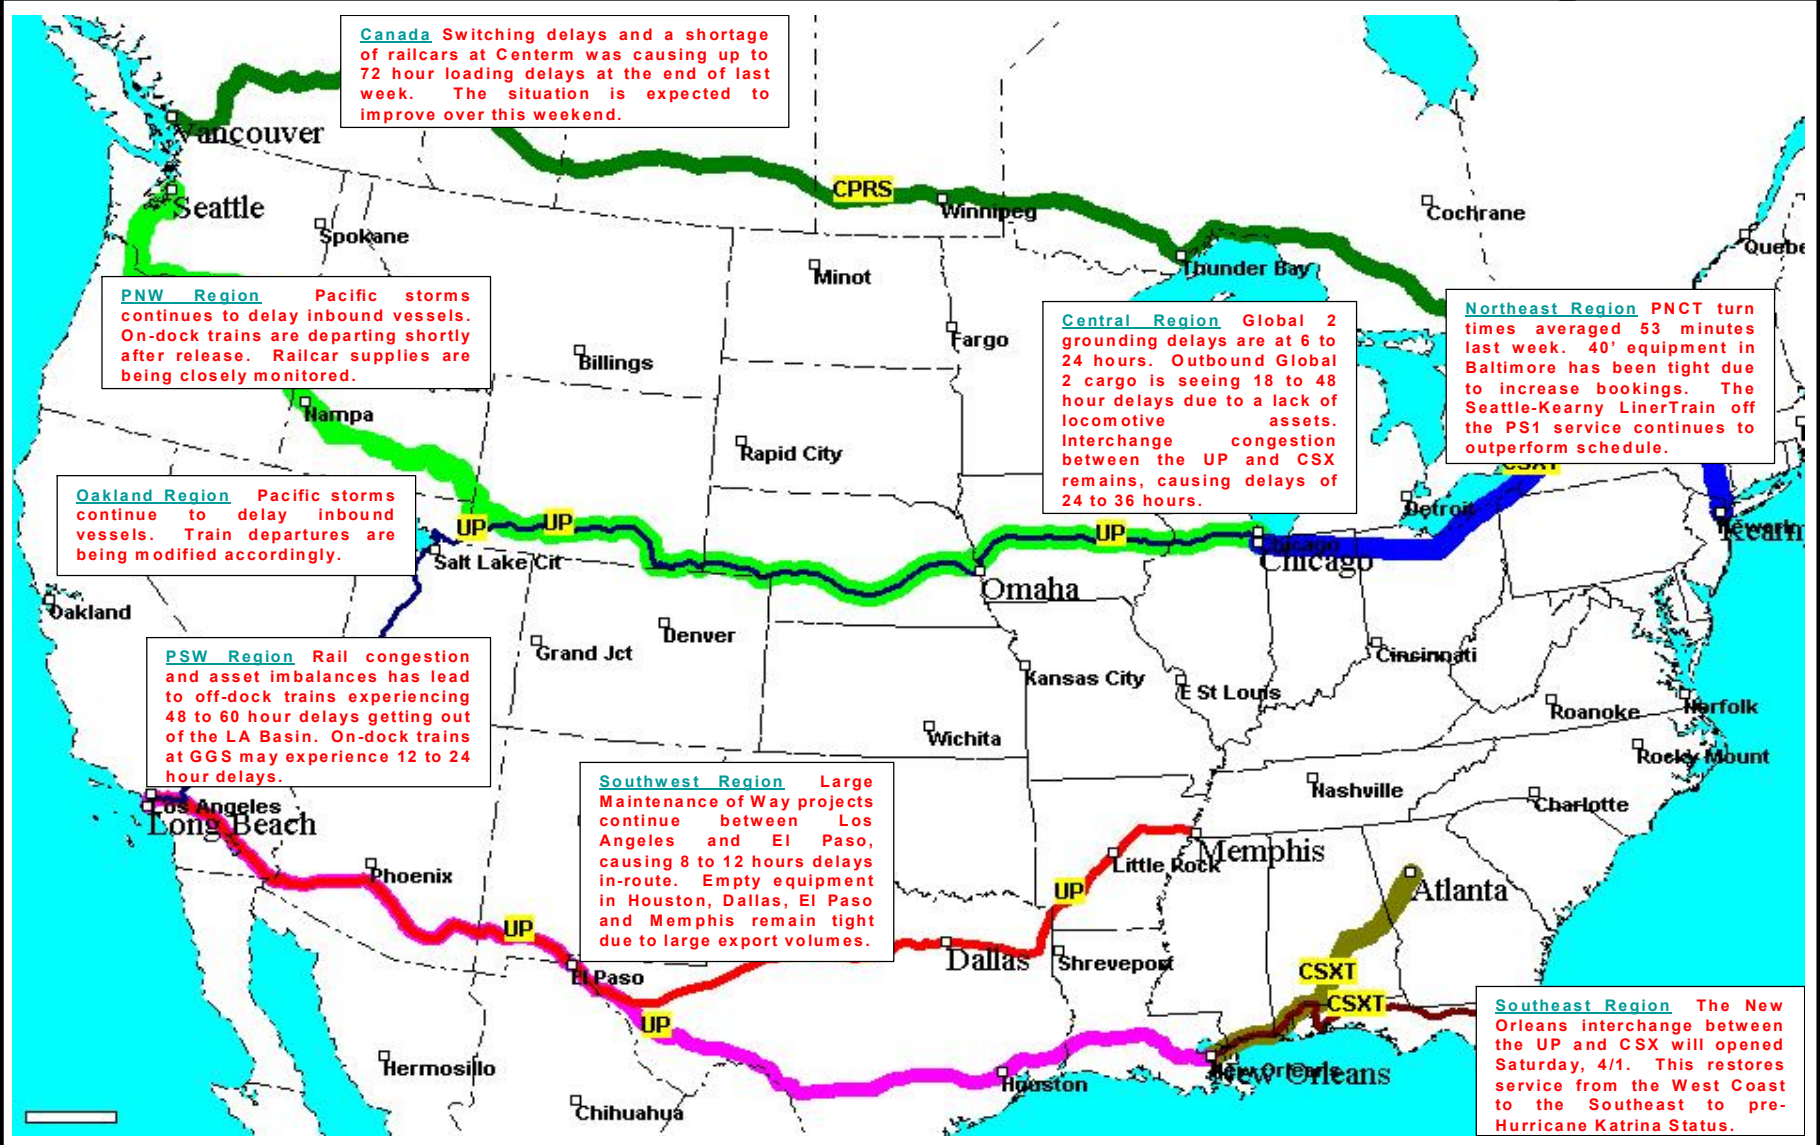 Canada Switching delays and a shortage
of railcars at Centerm was causing up to
72 hour loading delays at the end of last
week. The situation is expected to
improve over this weekend.
Vancouver
CPRS
Winnipeg
Cochrane
Seattle
Spokane
Quebe
Minot
Thunder Bay
PNW Region Pacific storms
continues to delay inbound vessels.
On-dock trains are departing shortly
after release. Railcar supplies are
being closely monitored.
Fargo
Billings
Central Region Global 2
grounding delays are at 6 to
24 hours. Outbound Global
2 cargo is seeing 18 to 48
hour delays due to a lack of
locomotive assets.
Interchange congestion
between the UP and CSX
remains, causing delays of
24 to 36 hours.
Northeast Region PNCT turn
times averaged 53 minutes
last week. 40’ equipment in
Baltimore has been tight due
to increase bookings. The
Seattle-Kearny LinerTrain off
the PS1 service continues to
outperform schedule.
CSXT
Nampa
Rapid City
Oakland Region Pacific storms
continue to delay inbound
vessels. Train departures are
being modified accordingly.
Detroit
UP
UP
UP
Newark
Kearn
Salt Lake Cit
Chicago
Chicago
Omaha
Oakland
Denver
Grand Jct
Cincinnati
PSW Region Rail congestion
and asset imbalances has lead
to off-dock trains experiencing
48 to 60 hour delays getting out
of the LA Basin. On-dock trains
at GGS may experience 12 to 24
hour delays.
Kansas City
E St Louis
Roanoke
Norfolk
Wichita
Rocky Mount
Southwest Region Large
Maintenance of Way projects
continue between Los
Angeles and El Paso,
causing 8 to 12 hours delays
in-route. Empty equipment
in Houston, Dallas, El Paso
and Memphis remain tight
due to large export volumes.
Nashville
Charlotte
Los Angeles
Long Beach
Memphis
Little Rock
Phoenix
UP
Atlanta
UP
Dallas
Shreveport
El Paso
CSXT
CSXT
UP
Southeast Region The New
Orleans interchange between
the UP and CSX will opened
Saturday, 4/1. This restores
service from the West Coast
to the Southeast to pre-
Hurricane Katrina Status.
Hermosillo
Houston
New Orleans
New Orleans
Chihuahua